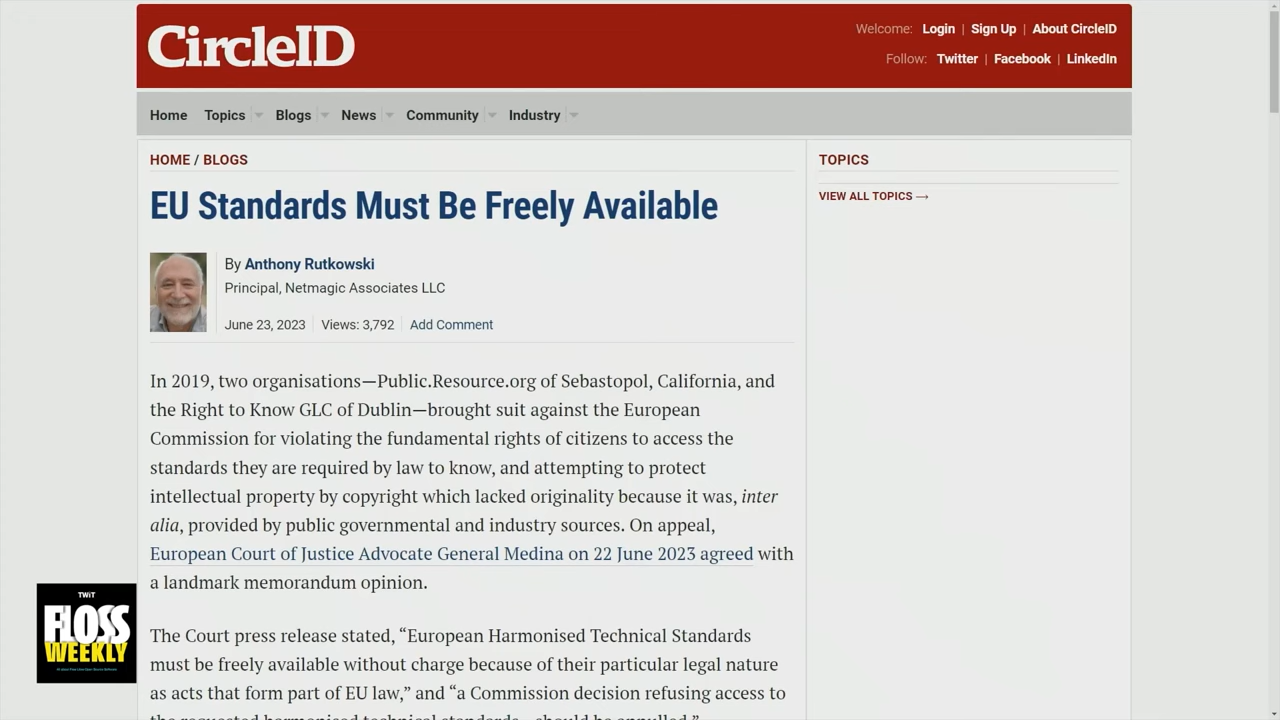 CircleID
Welcome: Login | Sign Up | About CircleID
Follow: Twitter | Facebook | LinkedIn
Home Topics Blogs News Community Industry
HOME / BLOGS
EU Standards Must Be Freely Available
By Anthony Rutkowski
Principal, Netmagic Associates LLC
June 23, 2023 Views: 3,792 Add Comment
In 2019, two organisations—Public.Resource.org of Sebastopol, California, and
the Right to Know GLC of Dublin—brought suit against the European
Commission for violating the fundamental rights of citizens to access the
standards they are required by law to know, and attempting to protect
intellectual property by copyright which lacked originality because it was, inter
alia, provided by public governmental and industry sources. On appeal,
European Court of Justice Advocate General Medina on 22 June 2023 agreed with
a landmark memorandum opinion.
The Court press release stated, “European Harmonised Technical Standards
must be freely available without charge because of their particular legal nature
as acts that form part of EU law,” and “a Commission decision refusing access to
TOPICS
VIEW ALL TOPICS →
TWiT
FLOSS
WEEKLY